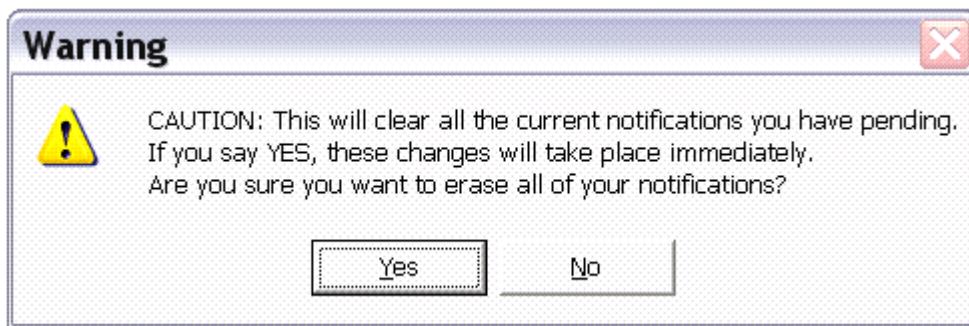 Warning
CAUTION: This will clear all the current notifications you have pending.
If you say YES, these changes will take place immediately.
Are you sure you want to erase all of your notifications?
Yes No